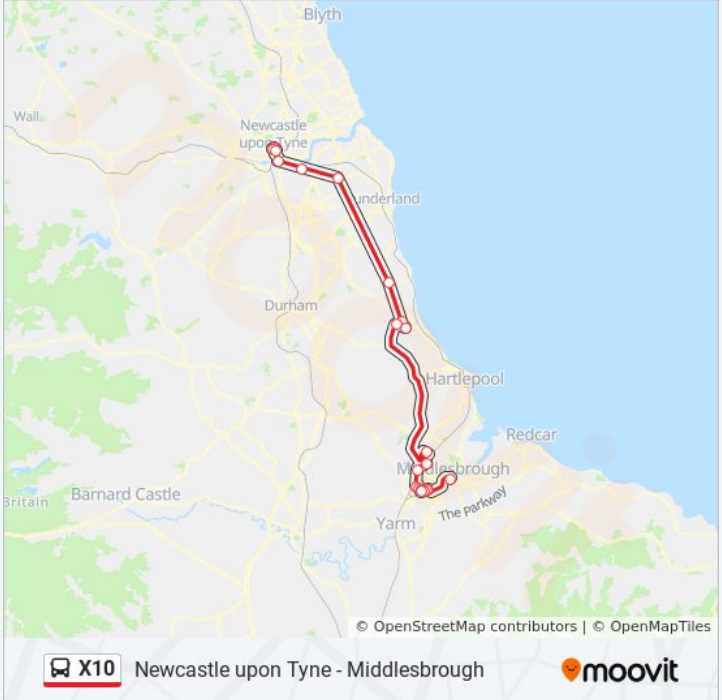 Blyth
Wall
Newcastle
upon Tyne
underland
Durham
Hartlepool
Redcar
Middlesbrough
Britain
Barnard Castle
The parkway
Yarm
© OpenStreetMap contributors | © OpenMapTiles
X10 Newcastle upon Tyne - Middlesbrough
moovit